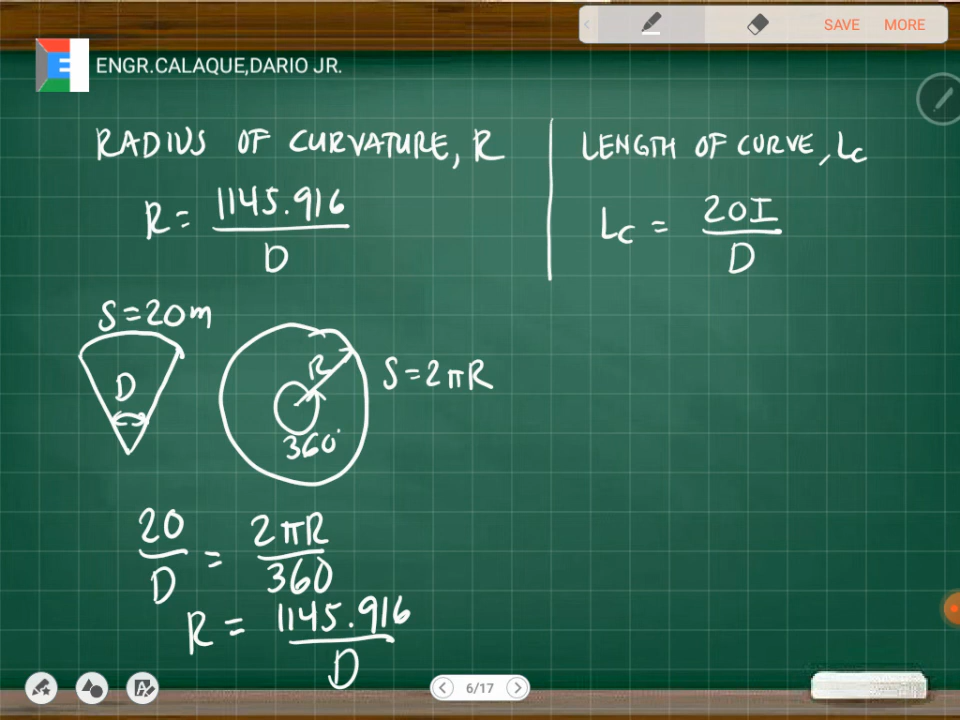 SAVE MORE
ENGR.CALAQUE,DARIO JR.
RADIUS OF CURVATURE, R
R = 1145.916 / D
LENGTH OF CURVE, Lc
Lc = 20I / D
S = 20m
D
R
360°
S = 2πR
20 / D = 2πR / 360
R = 1145.916 / D
6/17